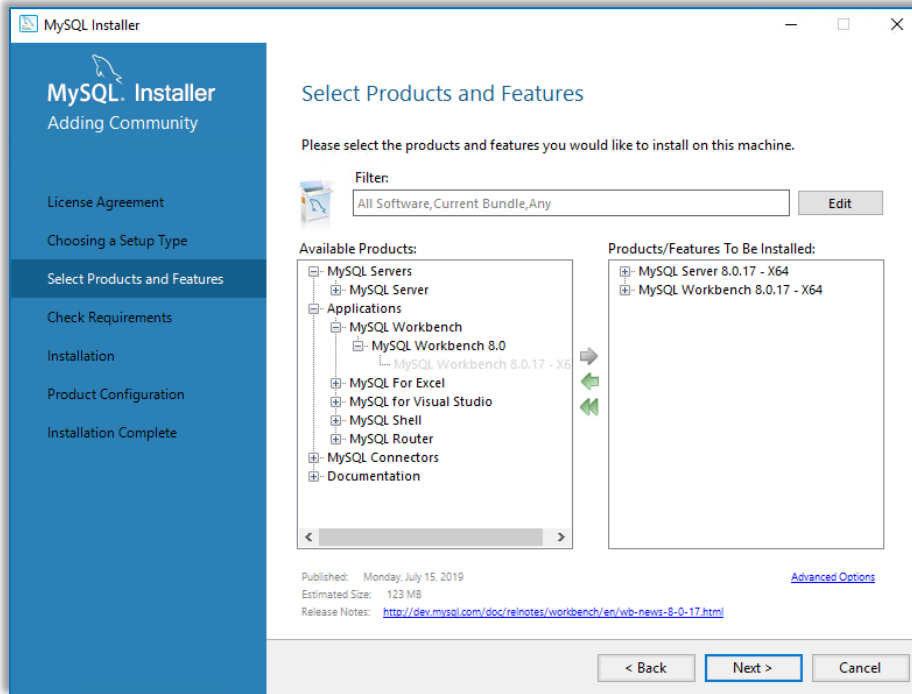 MySQL Installer
MySQL. Installer
Adding Community
License Agreement
Choosing a Setup Type
Select Products and Features
Check Requirements
Installation
Product Configuration
Installation Complete
Select Products and Features
Please select the products and features you would like to install on this machine.
Filter:
All Software,Current Bundle,Any
Edit
Available Products:
MySQL Servers
MySQL Server
Applications
MySQL Workbench
MySQL Workbench 8.0
MySQL Workbench 8.0.17 - X6
MySQL For Excel
MySQL for Visual Studio
MySQL Shell
MySQL Router
MySQL Connectors
Documentation
Products/Features To Be Installed:
MySQL Server 8.0.17 - X64
MySQL Workbench 8.0.17 - X64
Published: Monday, July 15, 2019
Advanced Options
Estimated Size: 123 MB
Release Notes: http://dev.mysql.com/doc/relnotes/workbench/en/wb-news-8-0-17.html
< Back
Next >
Cancel